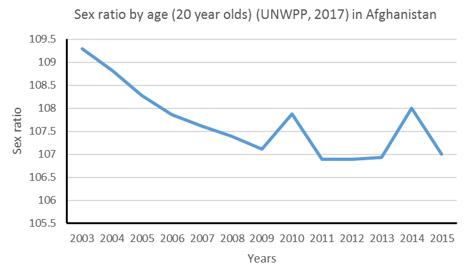 Sex ratio by age (20 year olds) (UNWPP, 2017) in Afghanistan
109.5
109
108.5
108
107.5
107
106.5
106
105.5
Sex ratio
2003 2004 2005 2006 2007 2008 2009 2010 2011 2012 2013 2014 2015
Years